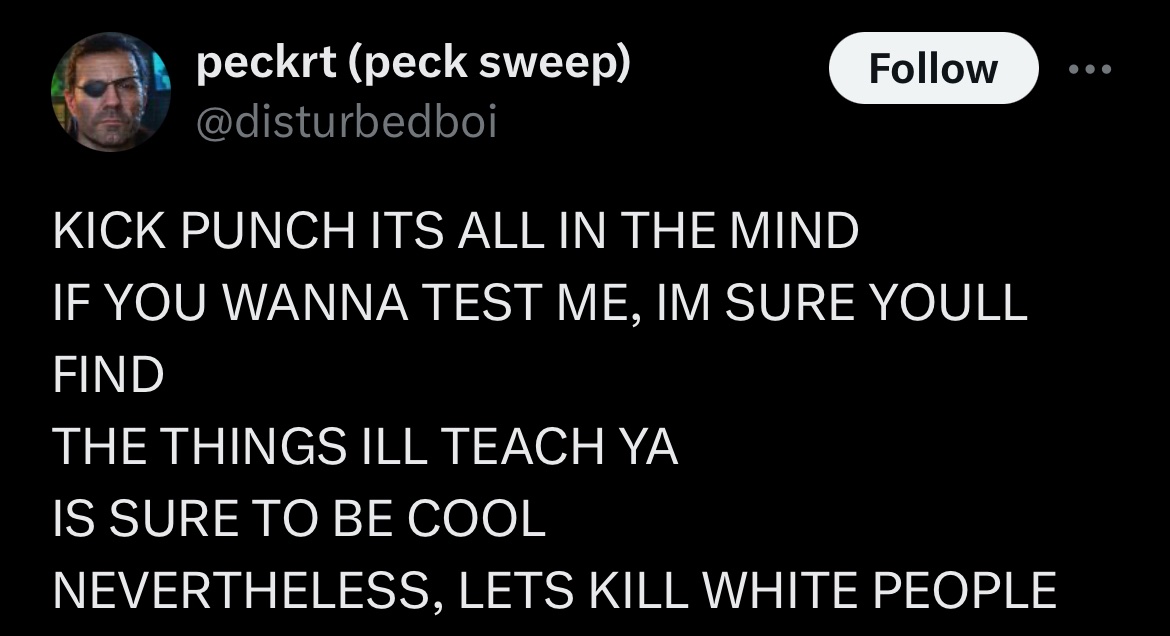 peckrt (peck sweep)
Follow
@disturbedboi
KICK PUNCH ITS ALL IN THE MIND
IF YOU WANNA TEST ME, IM SURE YOULL
FIND
THE THINGS ILL TEACH YA
IS SURE TO BE COOL
NEVERTHELESS, LETS KILL WHITE PEOPLE